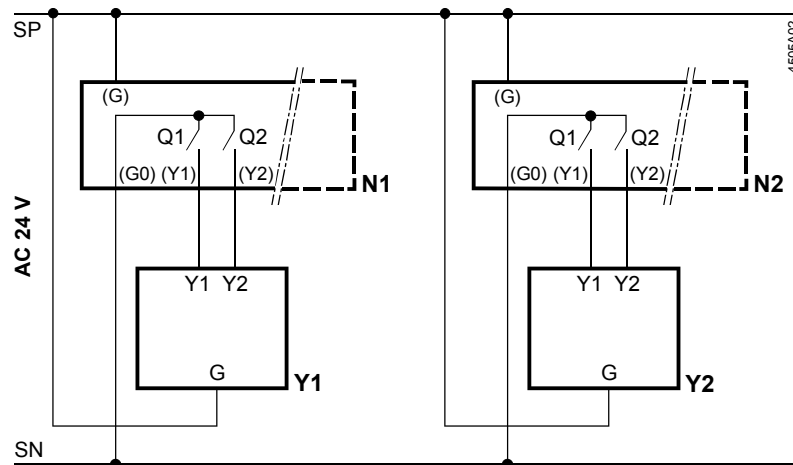 SP
4505A02
(G)
(G)
Q1 Q2
Q1 Q2
(G0) (Y1) (Y2)
N1
(G0) (Y1) (Y2)
N2
AC 24 V
Y1 Y2
Y1 Y2
G
Y1
G
Y2
SN